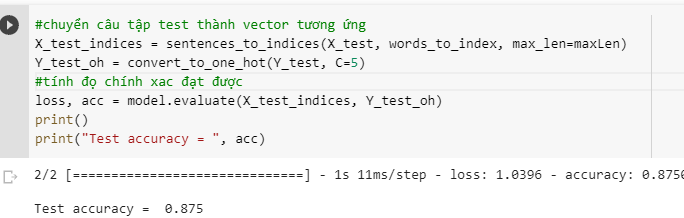 #chuyển câu tập test thành vector tương ứng
X_test_indices = sentences_to_indices(X_test, words_to_index, max_len=maxLen)
Y_test_oh = convert_to_one_hot(Y_test, C=5)
#tính đọ chính xac đạt được
loss, acc = model.evaluate(X_test_indices, Y_test_oh)
print()
print("Test accuracy = ", acc)
2/2 [==============================] - 1s 11ms/step - loss: 1.0396 - accuracy: 0.8750
Test accuracy =  0.875